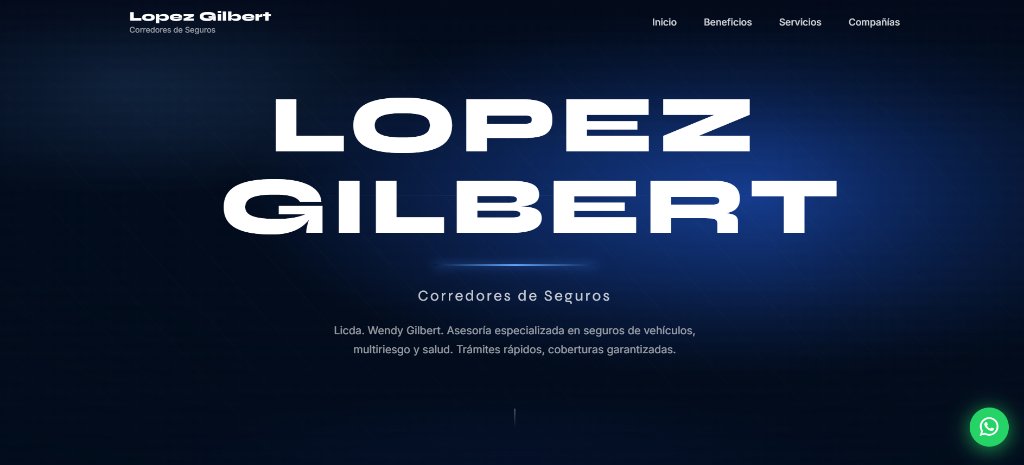 Lopez Gilbert
Corredores de Seguros
Inicio
Beneficios
Servicios
Compañías
LOPEZ
GILBERT
Corredores de Seguros
Licda. Wendy Gilbert. Asesoría especializada en seguros de vehículos,
multiriesgo y salud. Trámites rápidos, coberturas garantizadas.